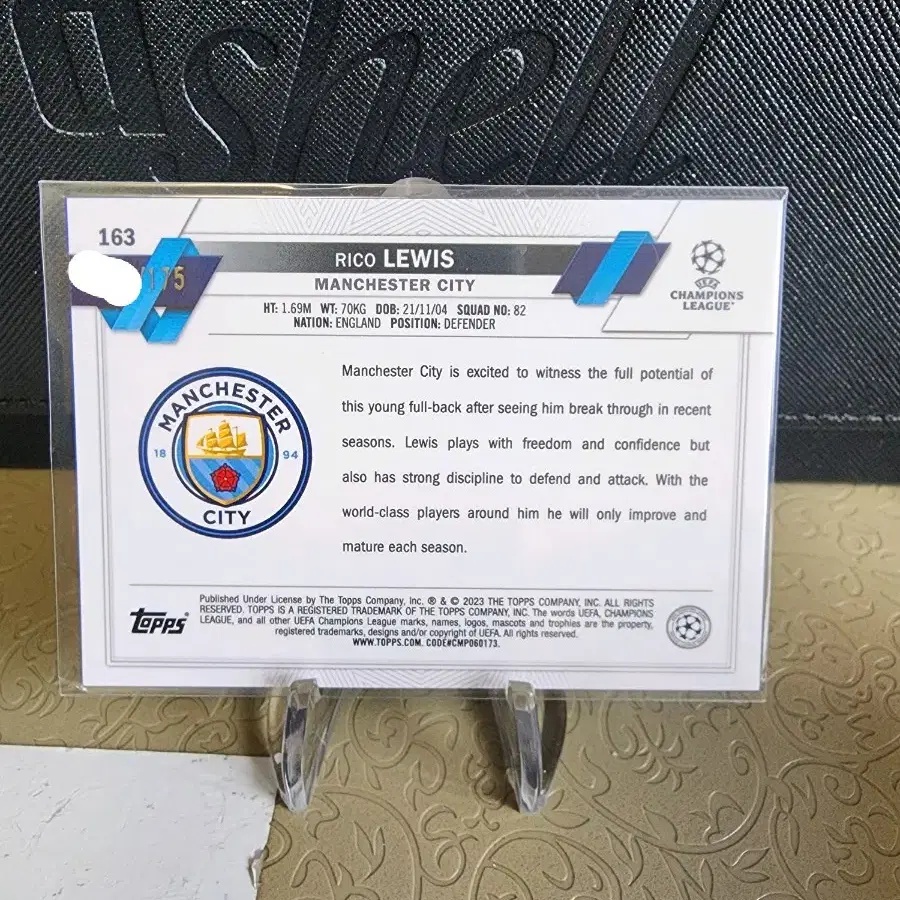 ashell
163
/175
RICO LEWIS
MANCHESTER CITY
HT: 1.69M WT: 70KG DOB: 21/11/04 SQUAD NO: 82
NATION: ENGLAND POSITION: DEFENDER
UEFA
CHAMPIONS
LEAGUE
MANCHESTER
18 94
CITY
Manchester City is excited to witness the full potential of
this young full-back after seeing him break through in recent
seasons. Lewis plays with freedom and confidence but
also has strong discipline to defend and attack. With the
world-class players around him he will only improve and
mature each season.
Topps®
Published Under License by The Topps Company, Inc. ® & © 2023 THE TOPPS COMPANY, INC. ALL RIGHTS
RESERVED. TOPPS IS A REGISTERED TRADEMARK OF THE TOPPS COMPANY, INC. The words UEFA, CHAMPIONS
LEAGUE, and all other UEFA Champions League marks, names, logos, mascots and trophies are the property,
registered trademarks, designs and/or copyright of UEFA. All rights reserved.
WWW.TOPPS.COM. CODE#CMP060173.